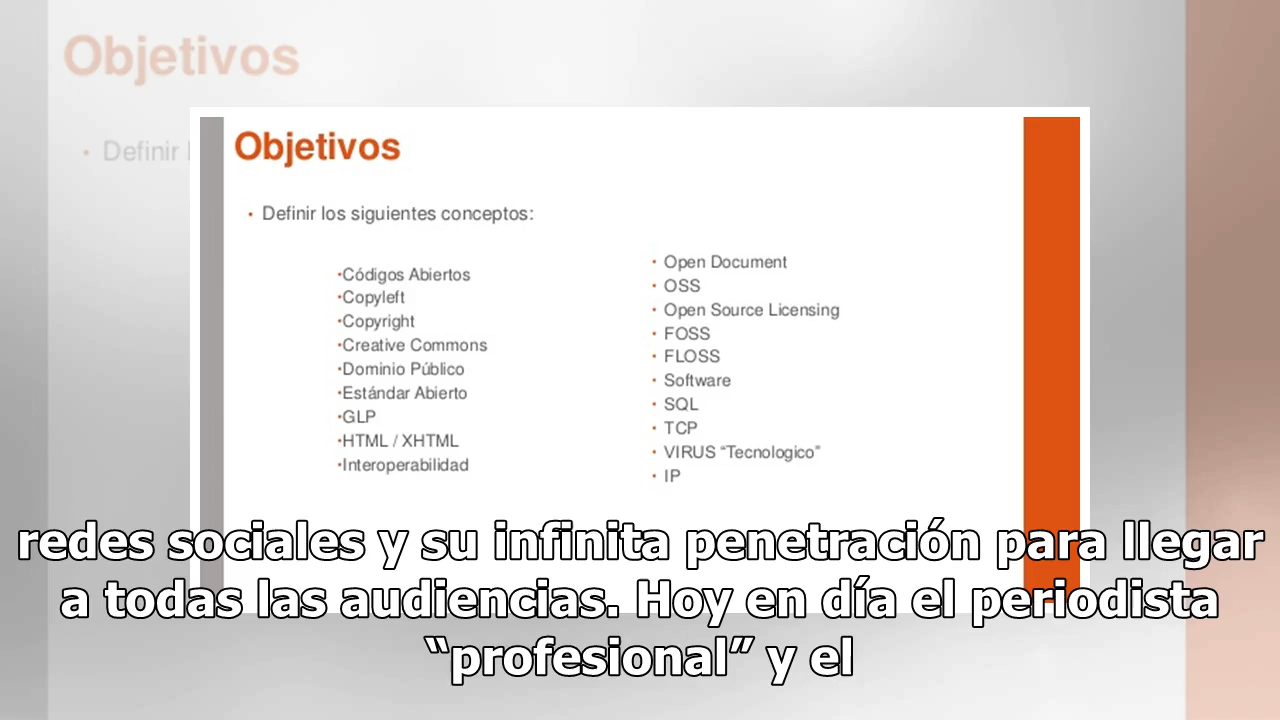 Objetivos
• Definir l
Objetivos
• Definir los siguientes conceptos:
•Códigos Abiertos
•Copyleft
•Copyright
•Creative Commons
•Dominio Público
•Estándar Abierto
•GLP
•HTML / XHTML
•Interoperabilidad
• Open Document
• OSS
• Open Source Licensing
• FOSS
• FLOSS
• Software
• SQL
• TCP
• VIRUS “Tecnologico”
• IP
redes sociales y su infinita penetración para llegar
a todas las audiencias. Hoy en día el periodista
“profesional” y el